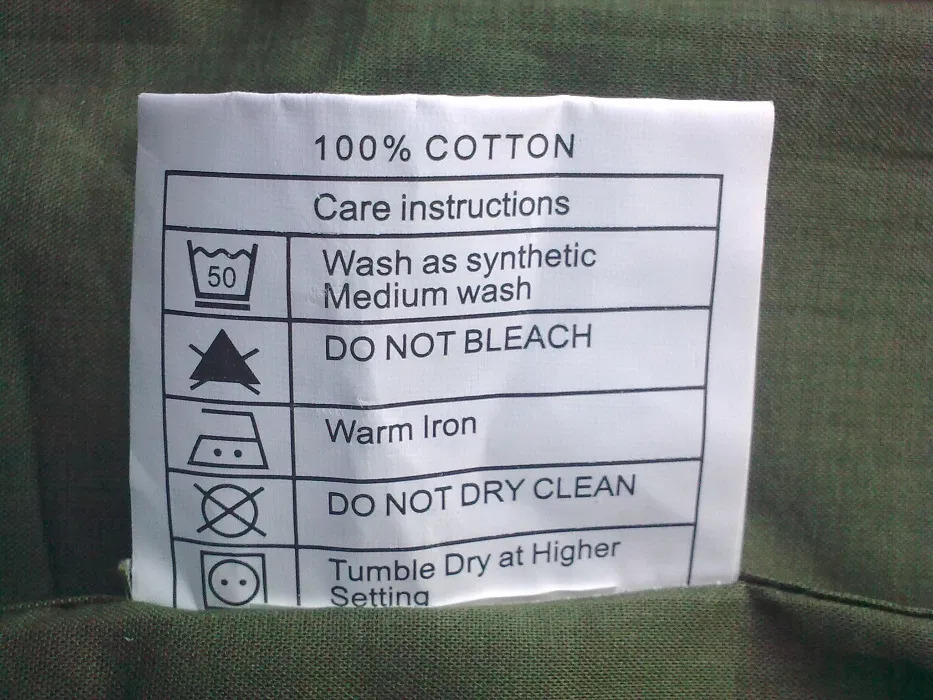 100% COTTON
Care instructions
50
Wash as synthetic
Medium wash
DO NOT BLEACH
Warm Iron
DO NOT DRY CLEAN
Tumble Dry at Higher
Setting